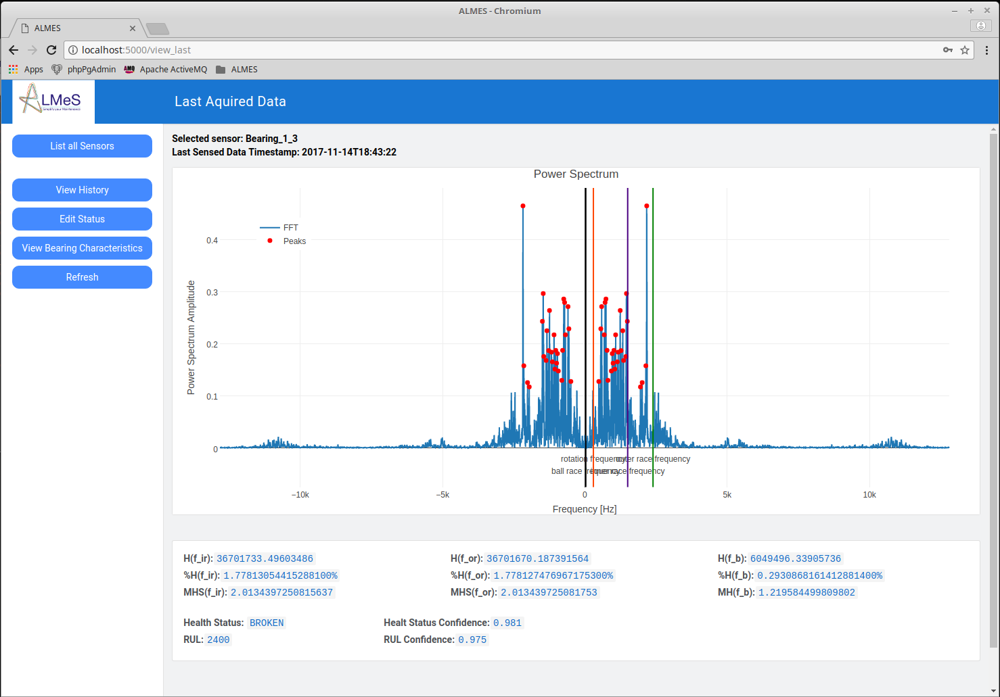 ALMES - Chromium
ALMES
localhost:5000/view_last
Apps phpPgAdmin AMQ Apache ActiveMQ ALMES
LMeS
Simplify your Maintenance
Last Aquired Data
List all Sensors
View History
Edit Status
View Bearing Characteristics
Refresh
Selected sensor: Bearing_1_3
Last Sensed Data Timestamp: 2017-11-14T18:43:22
Power Spectrum
FFT
Peaks
Power Spectrum Amplitude
0.4
0.3
0.2
0.1
0
rotation frequency outer race frequency
ball race frequency inner race frequency
−10k −5k 0 5k 10k
Frequency [Hz]
H(f_ir): 36701733.49603486 H(f_or): 36701670.187391564 H(f_b): 6049496.33905736
%H(f_ir): 1.77813054415288100% %H(f_or): 1.778127476967175300% %H(f_b): 0.293086816141288140​0%
MHS(f_ir): 2.0134397250815637 MHS(f_or): 2.013439725081753 MH(f_b): 1.219584499809802
Health Status: BROKEN Healt Status Confidence: 0.981
RUL: 2400 RUL Confidence: 0.975